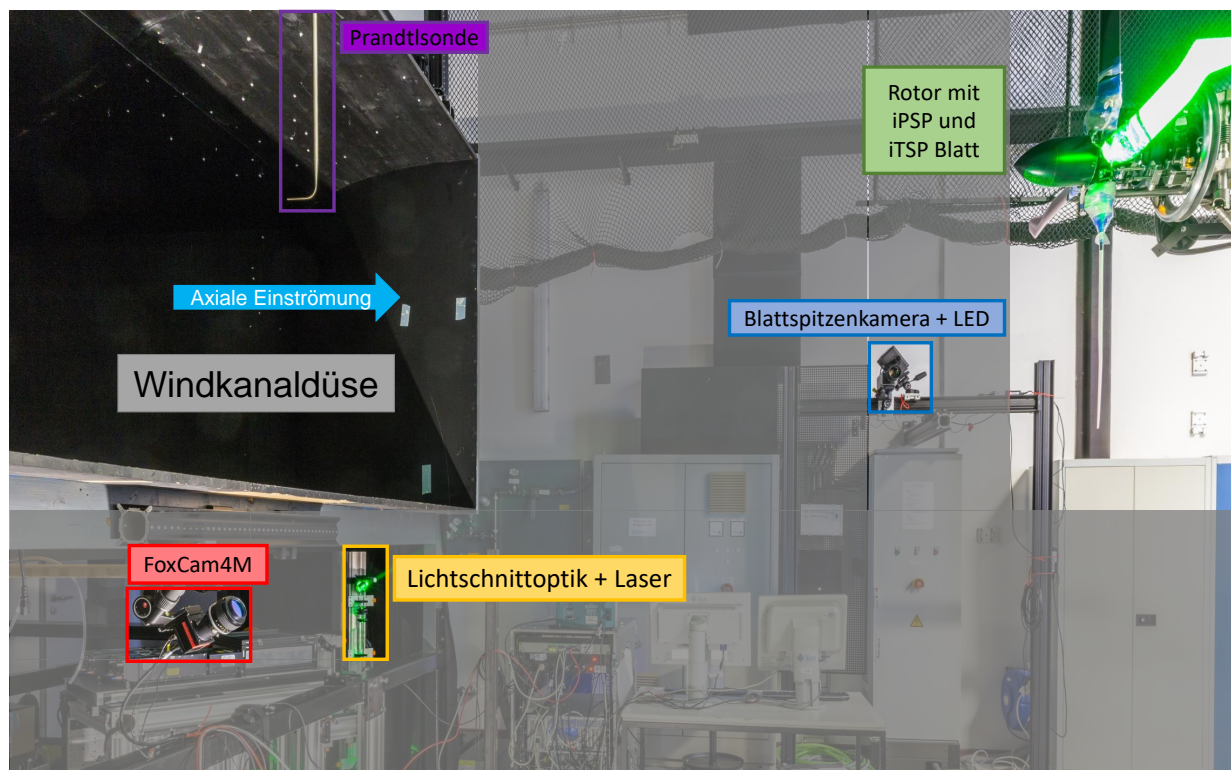 Prandtlsonde
Rotor mit
iPSP und
iTSP Blatt
Axiale Einströmung
Blattspitzenkamera + LED
Windkanaldüse
FoxCam4M
Lichtschnittoptik + Laser